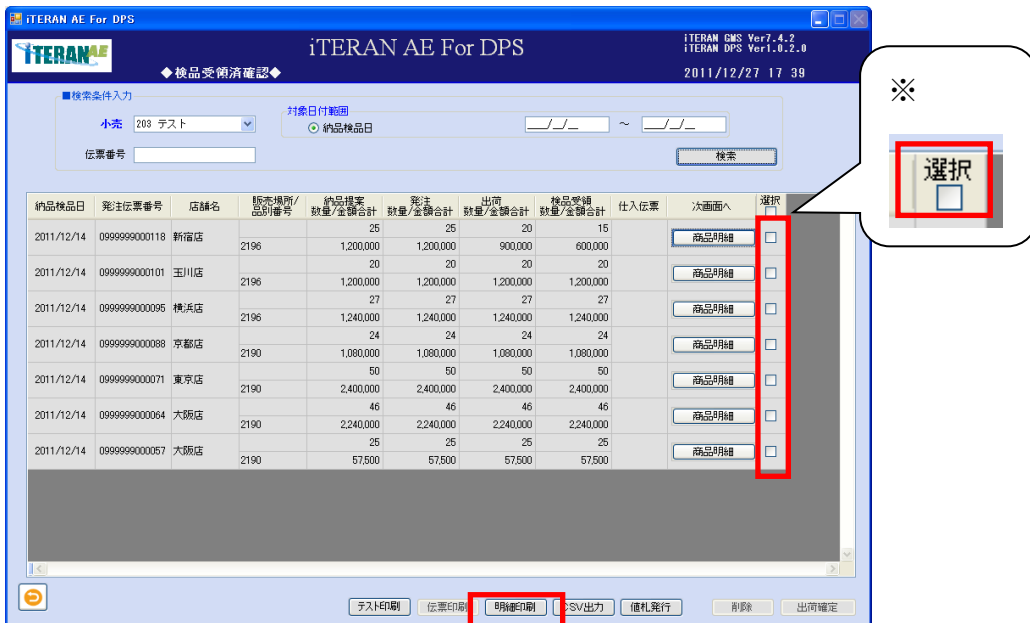 iTERAN AE For DPS
iTERAN AE
iTERAN AE For DPS
iTERAN GMS Ver7.4.2
iTERAN DPS Ver1.0.2.0
◆検品受領済確認◆
2011/12/27 17 39
■検索条件入力
小売 203 テスト
対象日付範囲
納品検品日 __/_/_ ～ __/_/_
伝票番号
検索
※
選択
納品検品日 発注伝票番号 店舗名 販売場所/品別番号 納品提案数量/金額合計 発注数量/金額合計 出荷数量/金額合計 検品受領数量/金額合計 仕入伝票 次画面へ 選択
25 25 20 15
2011/12/14 0999999000118 新宿店 商品明細
2196 1,200,000 1,200,000 900,000 600,000
20 20 20 20
2011/12/14 0999999000101 玉川店 商品明細
2196 1,200,000 1,200,000 1,200,000 1,200,000
27 27 27 27
2011/12/14 0999999000095 横浜店 商品明細
2196 1,240,000 1,240,000 1,240,000 1,240,000
24 24 24 24
2011/12/14 0999999000088 京都店 商品明細
2190 1,080,000 1,080,000 1,080,000 1,080,000
50 50 50 50
2011/12/14 0999999000071 東京店 商品明細
2190 2,400,000 2,400,000 2,400,000 2,400,000
46 46 46 46
2011/12/14 0999999000064 大阪店 商品明細
2190 2,240,000 2,240,000 2,240,000 2,240,000
25 25 25 25
2011/12/14 0999999000057 大阪店 商品明細
2190 57,500 57,500 57,500 57,500
テスト印刷 伝票印刷 明細印刷 CSV出力 値札発行 削除 出荷確定